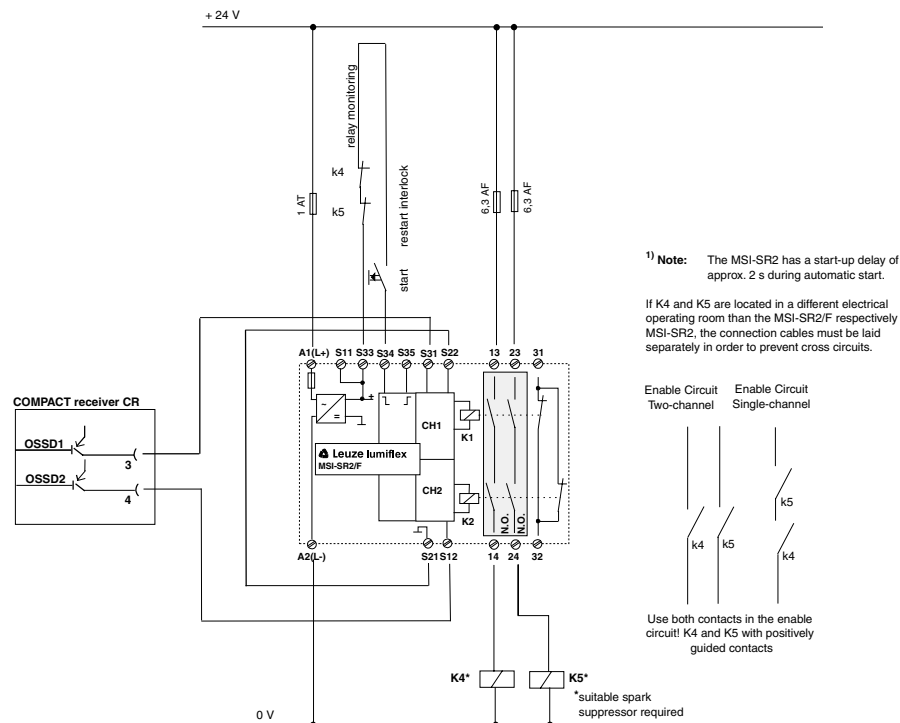 + 24 V
relay monitoring
k4
k5
restart interlock
start
1 AT
6,3 AF
6,3 AF
1) Note: The MSI-SR2 has a start-up delay of
approx. 2 s during automatic start.
If K4 and K5 are located in a different electrical
operating room than the MSI-SR2/F respectively
MSI-SR2, the connection cables must be laid
separately in order to prevent cross circuits.
A1(L+) S11 S33 S34 S35 S31 S22 13 23 31
Enable Circuit
Two-channel
Enable Circuit
Single-channel
COMPACT receiver CR
OSSD1
3
OSSD2
4
~
=
+
CH1
K1
Leuze lumiflex
MSI-SR2/F
CH2
K2
N.O.
N.O.
A2(L-) S21 S12 14 24 32
k4
k5
k5
k4
Use both contacts in the enable
circuit! K4 and K5 with positively
guided contacts
K4*
K5*
*suitable spark
suppressor required
0 V